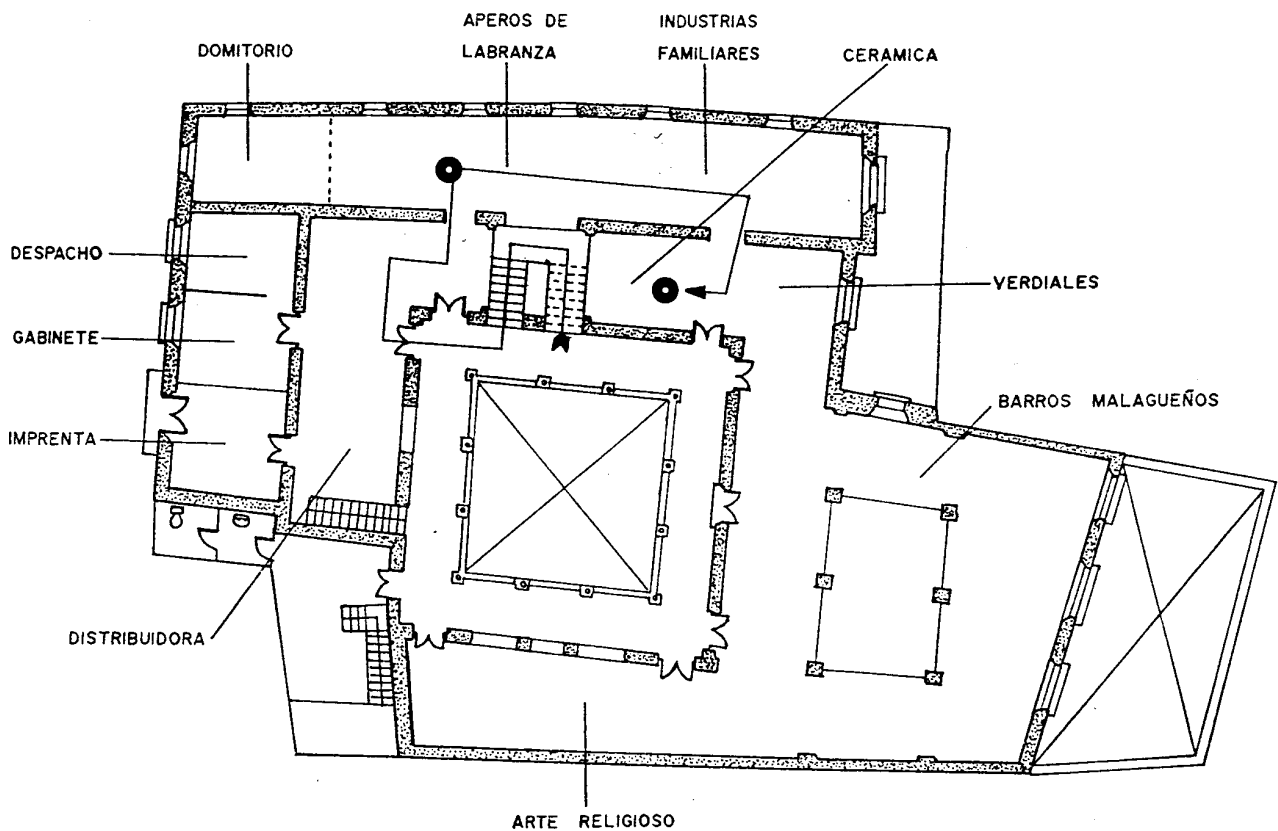 APEROS DE
LABRANZA
INDUSTRIAS
FAMILIARES
DOMITORIO
CERAMICA
DESPACHO
VERDIALES
GABINETE
BARROS MALAGUEÑOS
IMPRENTA
DISTRIBUIDORA
ARTE RELIGIOSO